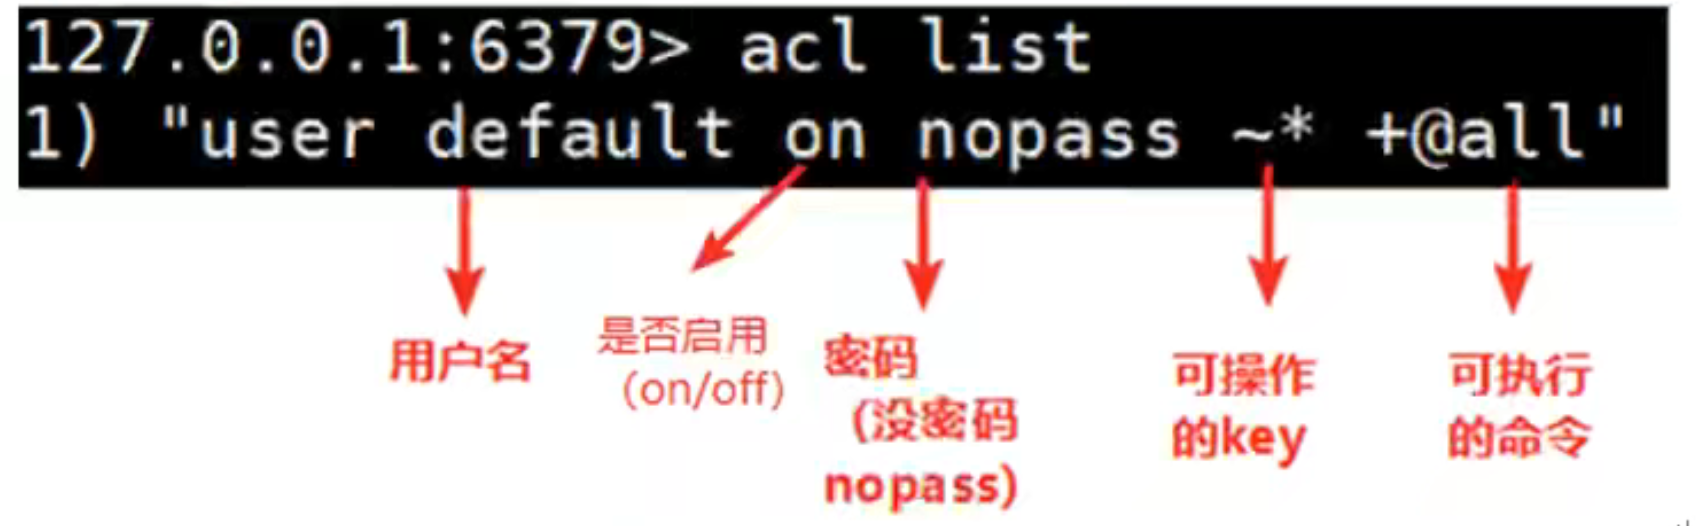 127.0.0.1:6379> acl list
1) "user default on nopass ~* +@all"
用户名
是否启用
（on/off）
密码
（没密码
nopass）
可操作
的key
可执行
的命令